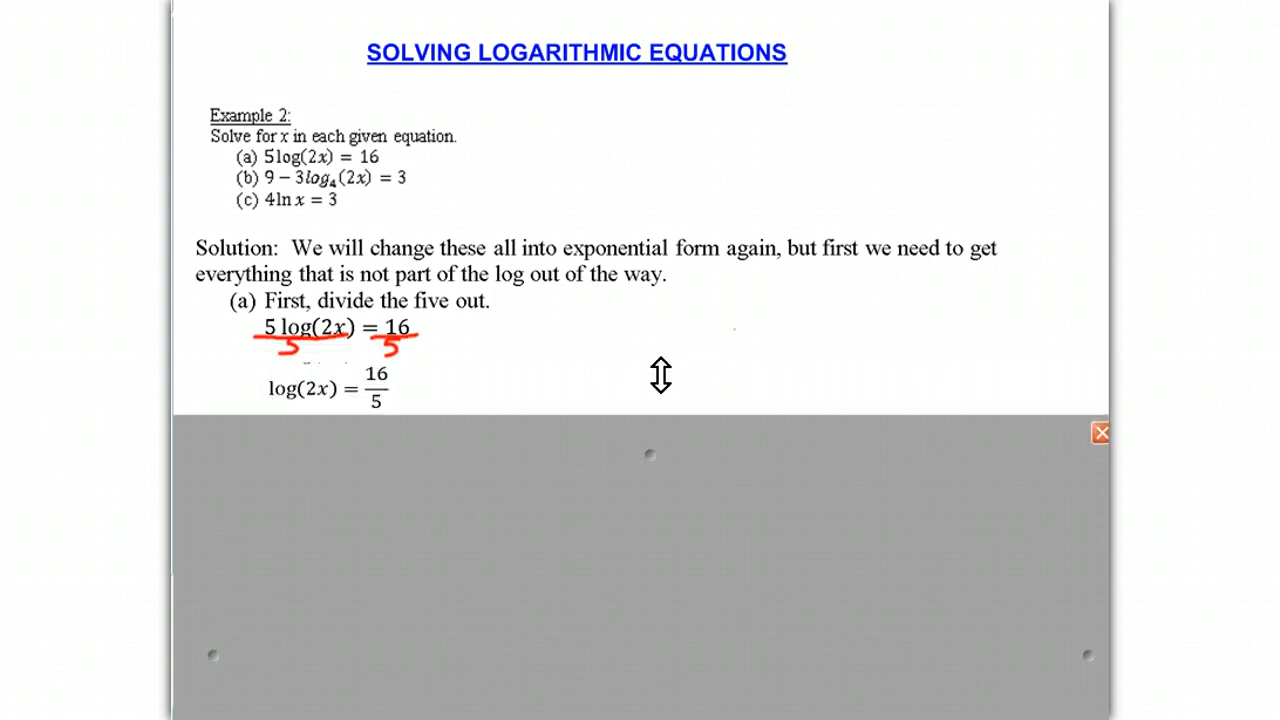 SOLVING LOGARITHMIC EQUATIONS
Example 2:
Solve for x in each given equation.
(a) 5log(2x) = 16
(b) 9 − 3log₄(2x) = 3
(c) 4ln x = 3
Solution: We will change these all into exponential form again, but first we need to get
everything that is not part of the log out of the way.
(a) First, divide the five out.
5 log(2x) = 16
5 5
log(2x) = 16/5